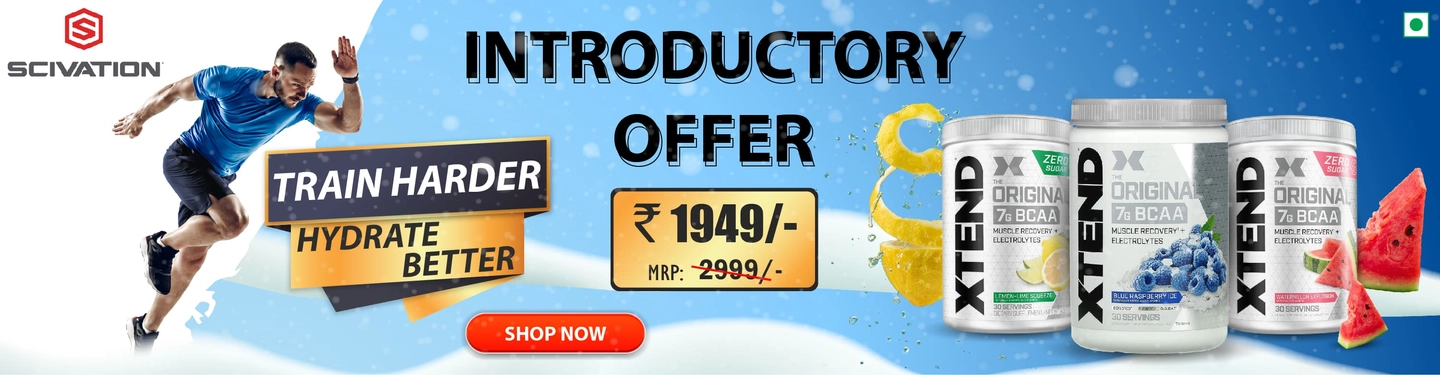 SCIVATION
INTRODUCTORY
OFFER
TRAIN HARDER
HYDRATE
BETTER
₹ 1949/-
MRP: 2999/-
SHOP NOW
XTEND
ZERO
SUGAR
THE
ORIGINAL
7G BCAA
MUSCLE RECOVERY +
ELECTROLYTES
LEMON-LIME SQUEEZE
30 SERVINGS
XTEND
THE
ORIGINAL
7G BCAA
MUSCLE RECOVERY +
ELECTROLYTES
BLUE RASPBERRY ICE
30 SERVINGS
XTEND
ZERO
SUGAR
THE
ORIGINAL
7G BCAA
MUSCLE RECOVERY +
ELECTROLYTES
WATERMELON EXPLOSION
30 SERVINGS